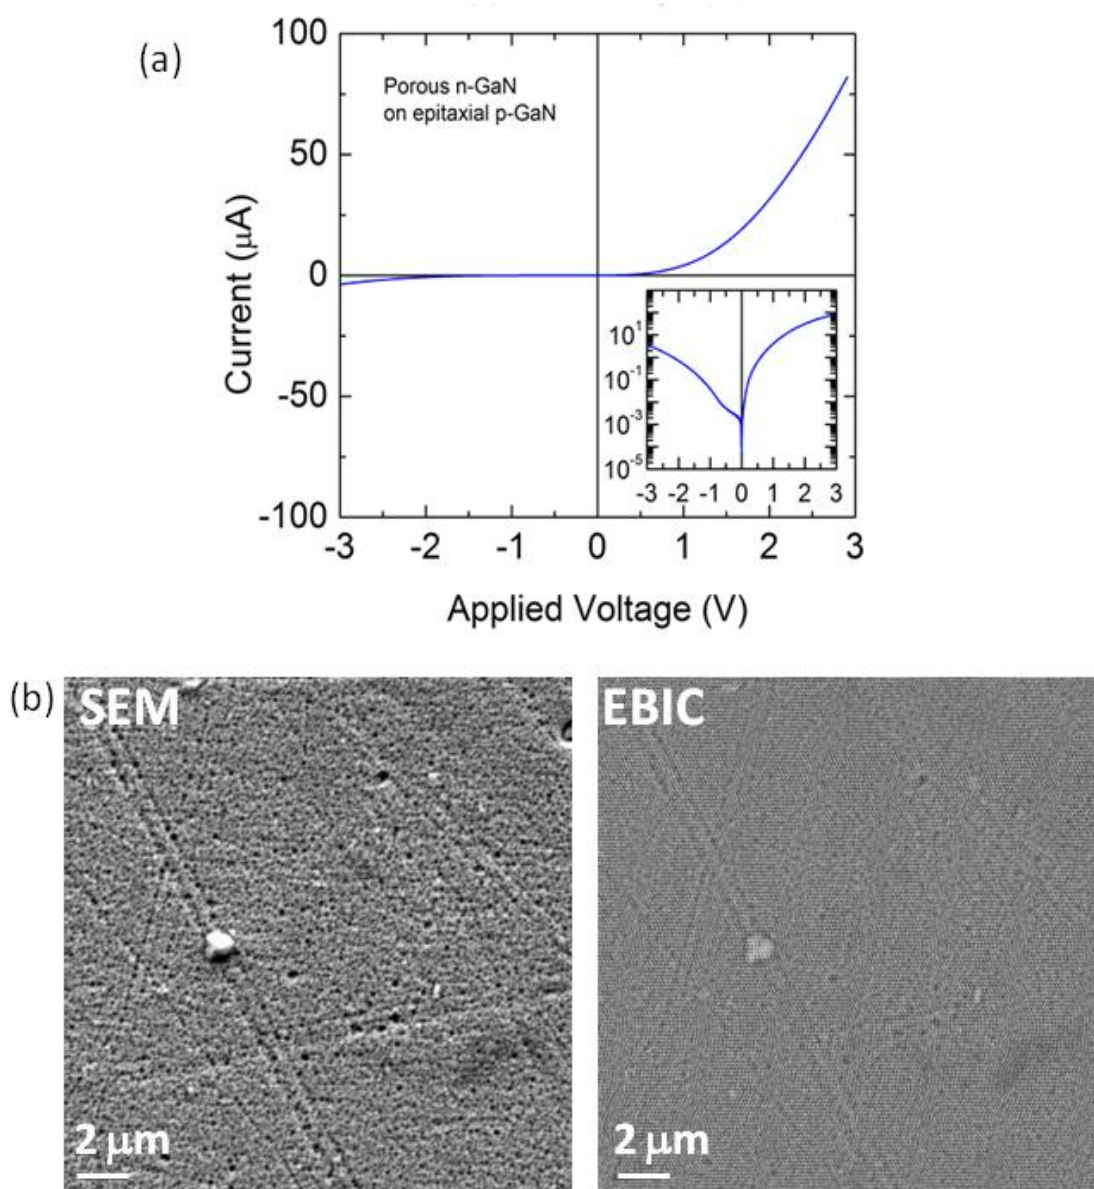 (a)
100
50
0
-50
-100
Current (μA)
Porous n-GaN
on epitaxial p-GaN
10^1
10^-1
10^-3
10^-5
-3 -2 -1 0 1 2 3
-3 -2 -1 0 1 2 3
Applied Voltage (V)
(b)
SEM
2 μm
EBIC
2 μm